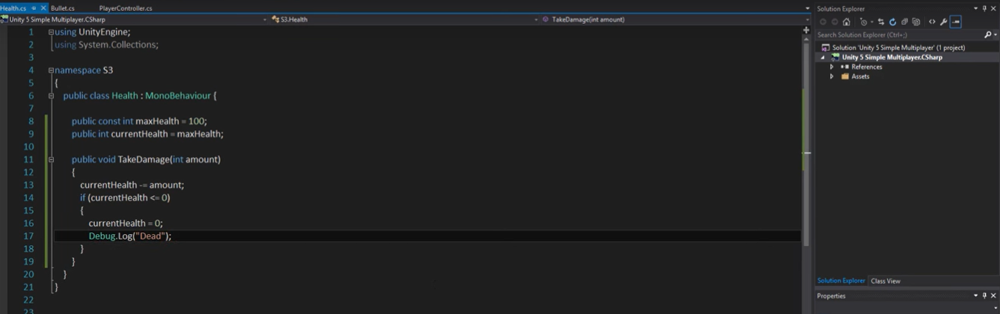 Health.cs
Bullet.cs
PlayerController.cs
Unity 5 Simple Multiplayer.CSharp
S3.Health
TakeDamage(int amount)
1 using UnityEngine;
2 using System.Collections;
3
4 namespace S3
5 {
6 public class Health : MonoBehaviour {
7
8 public const int maxHealth = 100;
9 public int currentHealth = maxHealth;
10
11 public void TakeDamage(int amount)
12 {
13 currentHealth -= amount;
14 if (currentHealth <= 0)
15 {
16 currentHealth = 0;
17 Debug.Log("Dead");
18 }
19 }
20 }
21 }
22
23
Solution Explorer
Search Solution Explorer (Ctrl+;)
Solution 'Unity 5 Simple Multiplayer' (1 project)
Unity 5 Simple Multiplayer.CSharp
References
Assets
Solution Explorer Class View
Properties